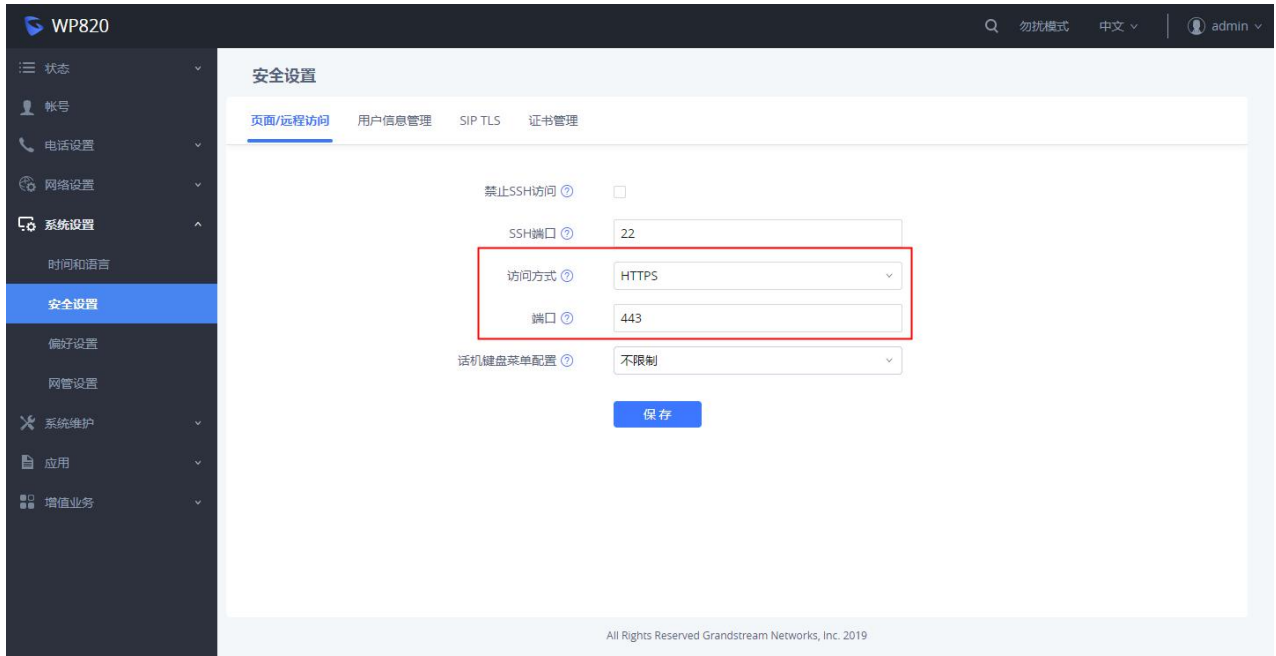 WP820
勿扰模式 中文 admin
状态
帐号
电话设置
网络设置
系统设置
时间和语言
安全设置
偏好设置
网管设置
系统维护
应用
增值业务
安全设置
页面/远程访问 用户信息管理 SIP TLS 证书管理
禁止SSH访问
SSH端口 22
访问方式 HTTPS
端口 443
话机键盘菜单配置 不限制
保存
All Rights Reserved Grandstream Networks, Inc. 2019